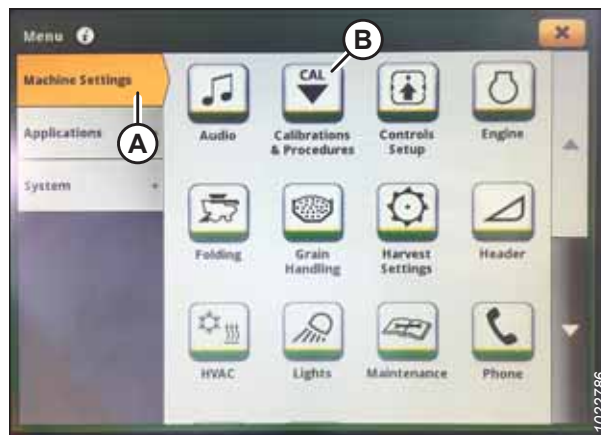 Menu i
B
Machine Settings
A
Applications
System +
CAL
Audio
Calibrations
& Procedures
Controls
Setup
Engine
Folding
Grain
Handling
Harvest
Settings
Header
HVAC
Lights
Maintenance
Phone
1022786